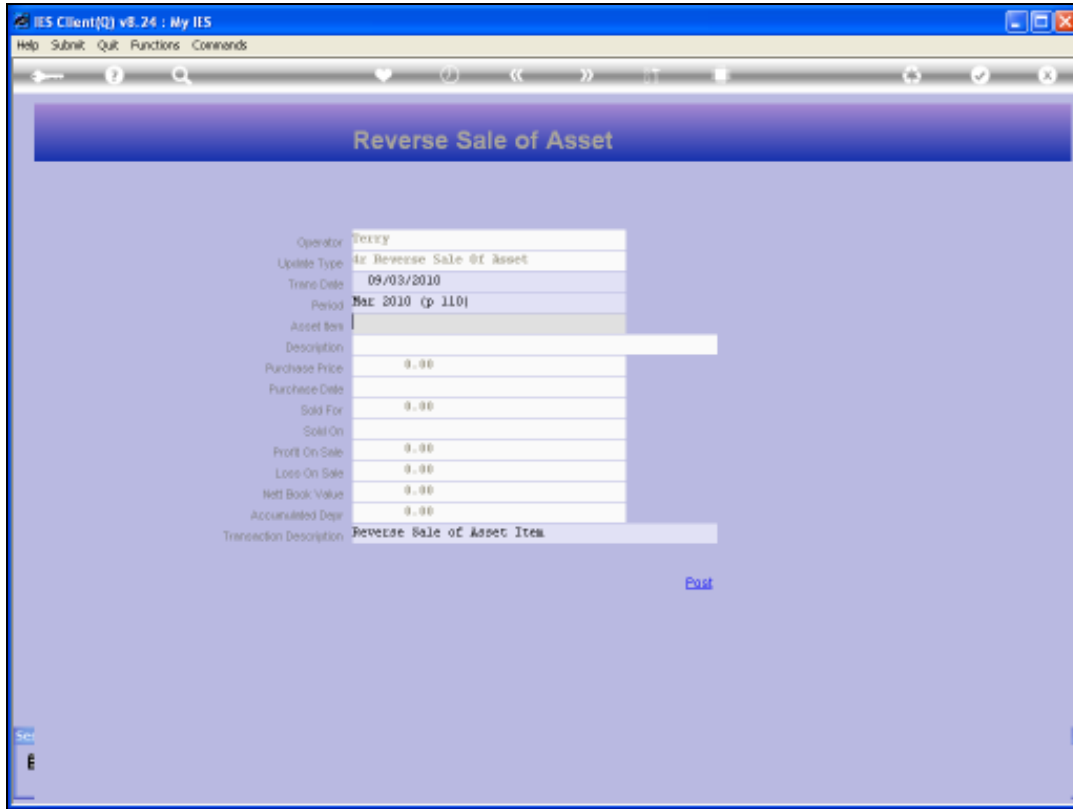 IES Client(Q) v8.24 : My IES
Help Submit Quit Functions Commands
Reverse Sale of Asset
Operator Terry
Update Type 4r Reverse Sale Of Asset
Trans Date 09/03/2010
Period Mar 2010 (p 110)
Asset Item
Description
Purchase Price 0.00
Purchase Date
Sold For 0.00
Sold On
Profit On Sale 0.00
Loss On Sale 0.00
Nett Book Value 0.00
Accumulated Depr 0.00
Transaction Description Reverse Sale of Asset Item
Post